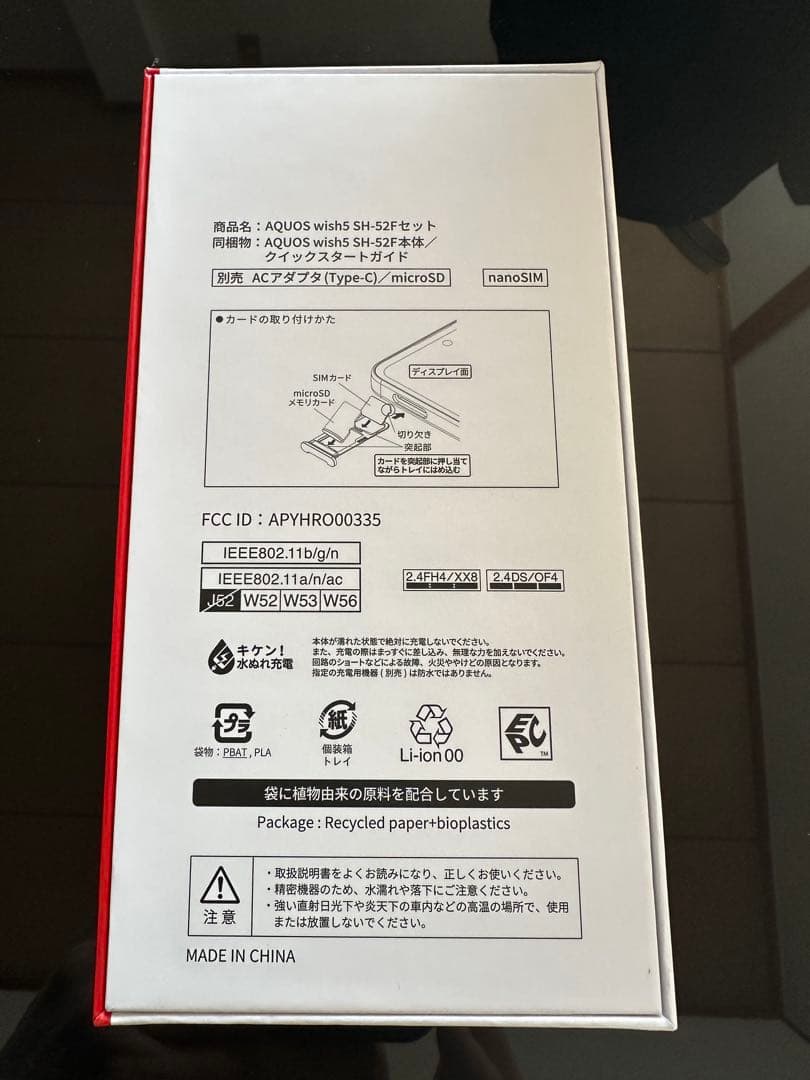 商品名：AQUOS wish5 SH-52Fセット
同梱物：AQUOS wish5 SH-52F本体／
クイックスタートガイド
別売 ACアダプタ(Type-C)／microSD
nanoSIM
●カードの取り付けかた
ディスプレイ面
SIMカード
microSD
メモリカード
切り欠き
突起部
カードを突起部に押し当て
ながらトレイにはめ込む
FCC ID：APYHRO00335
IEEE802.11b/g/n
IEEE802.11a/n/ac
J52 W52 W53 W56
2.4FH4/XX8
2.4DS/OF4
キケン！
水ぬれ充電
本体が濡れた状態で絶対に充電しないでください。
また、充電の際はまっすぐに差し込み、無理な力を加えないでください。
回路のショートなどによる故障、火災ややけどの原因となります。
指定の充電用機器(別売)は防水ではありません。
プラ
袋物：PBAT, PLA
紙
個装箱
トレイ
Li-ion 00
EPC
TM
袋に植物由来の原料を配合しています
Package : Recycled paper+bioplastics
注意
・取扱説明書をよくお読みになり、正しくお使いください。
・精密機器のため、水濡れや落下にご注意ください。
・強い直射日光下や炎天下の車内などの高温の場所で、使用
または放置しないでください。
MADE IN CHINA